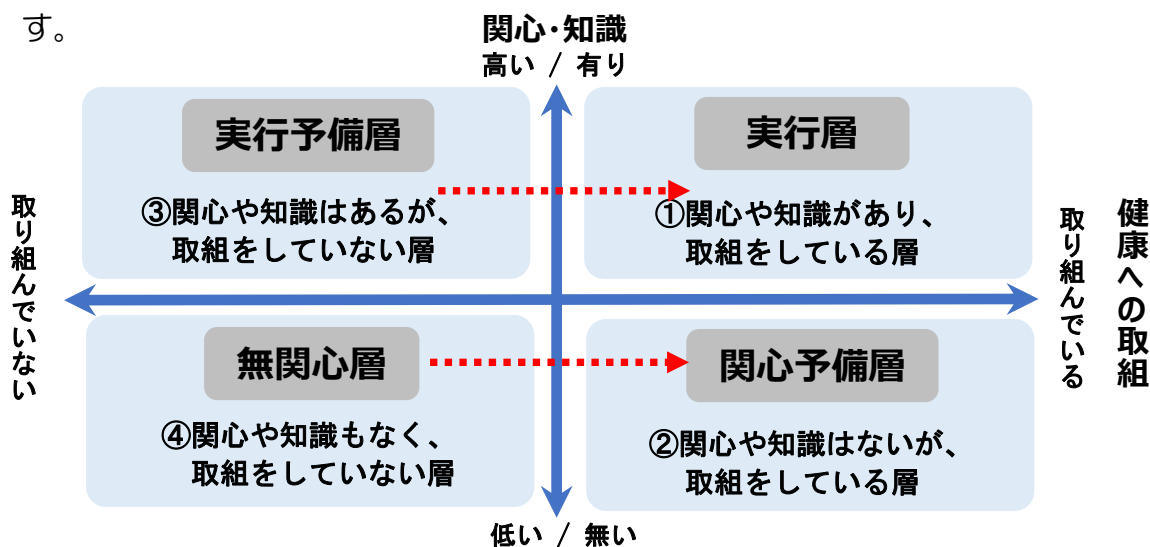 す。
関心・知識
高い / 有り
実行予備層
③関心や知識はあるが、
取組をしていない層
実行層
①関心や知識があり、
取組をしている層
取り組んでいない
取り組んでいる
健康への取組
無関心層
④関心や知識もなく、
取組をしていない層
関心予備層
②関心や知識はないが、
取組をしている層
低い / 無い